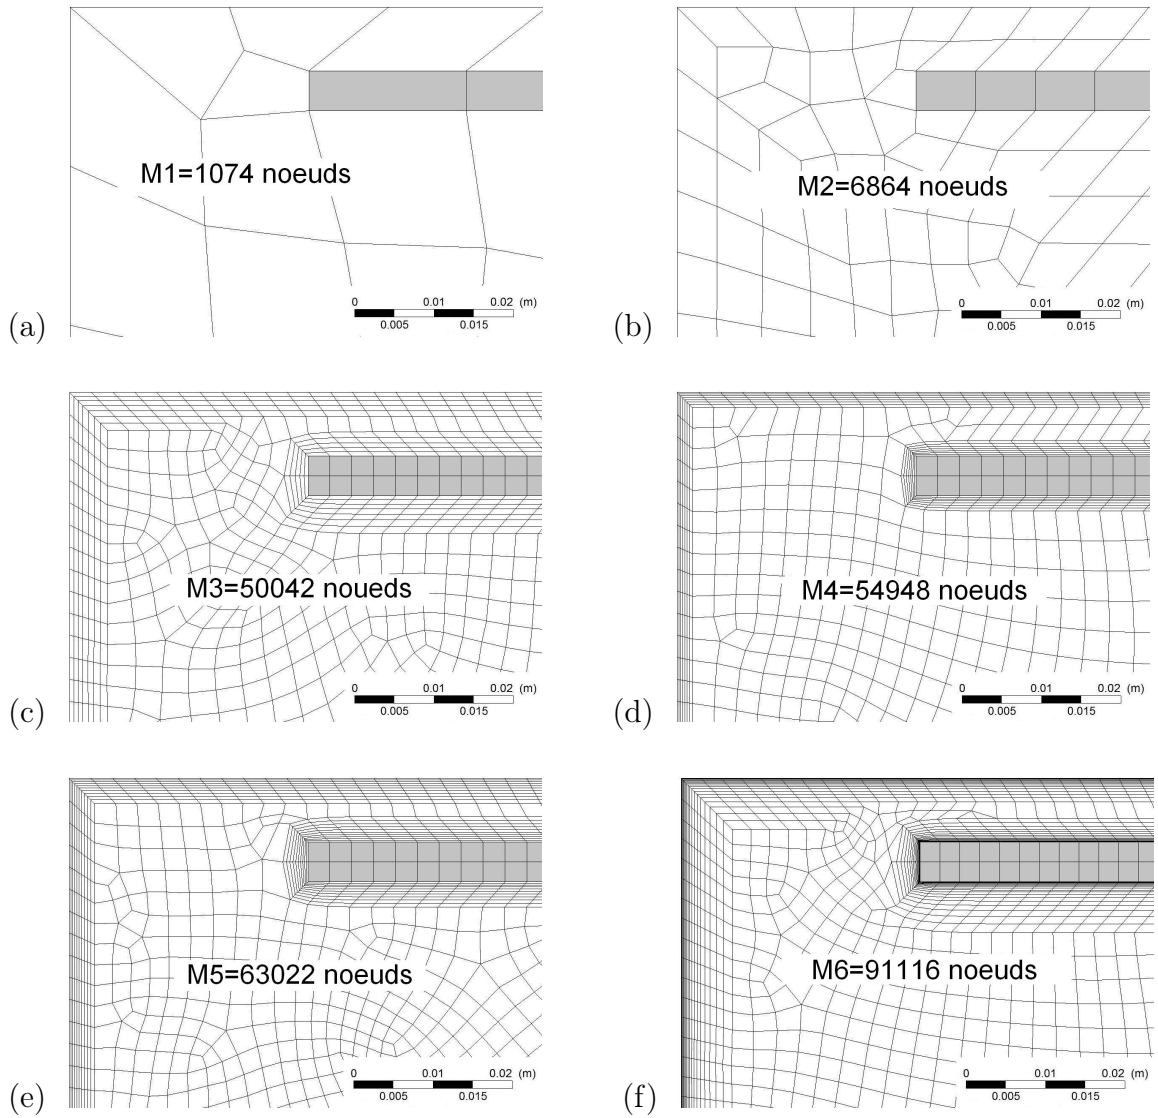 M1=1074 noeuds
0 0.01 0.02 (m)
0.005 0.015
(a)
M2=6864 noeuds
0 0.01 0.02 (m)
0.005 0.015
(b)
M3=50042 noueds
0 0.01 0.02 (m)
0.005 0.015
(c)
M4=54948 noeuds
0 0.01 0.02 (m)
0.005 0.015
(d)
M5=63022 noeuds
0 0.01 0.02 (m)
0.005 0.015
(e)
M6=91116 noeuds
0 0.01 0.02 (m)
0.005 0.015
(f)